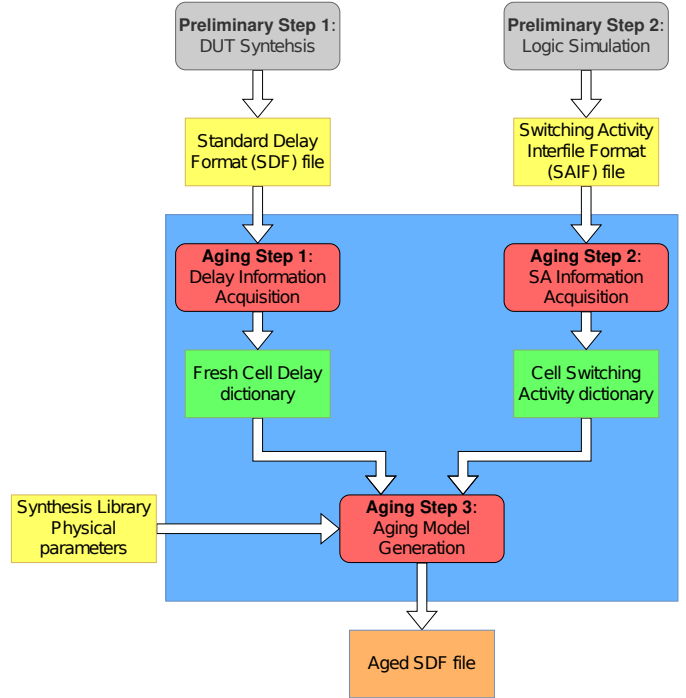 Preliminary Step 1:
DUT Syntehsis
Preliminary Step 2:
Logic Simulation
Standard Delay
Format (SDF) file
Switching Activity
Interfile Format
(SAIF) file
Aging Step 1:
Delay Information
Acquisition
Aging Step 2:
SA Information
Acquisition
Fresh Cell Delay
dictionary
Cell Switching
Activity dictionary
Synthesis Library
Physical
parameters
Aging Step 3:
Aging Model
Generation
Aged SDF file